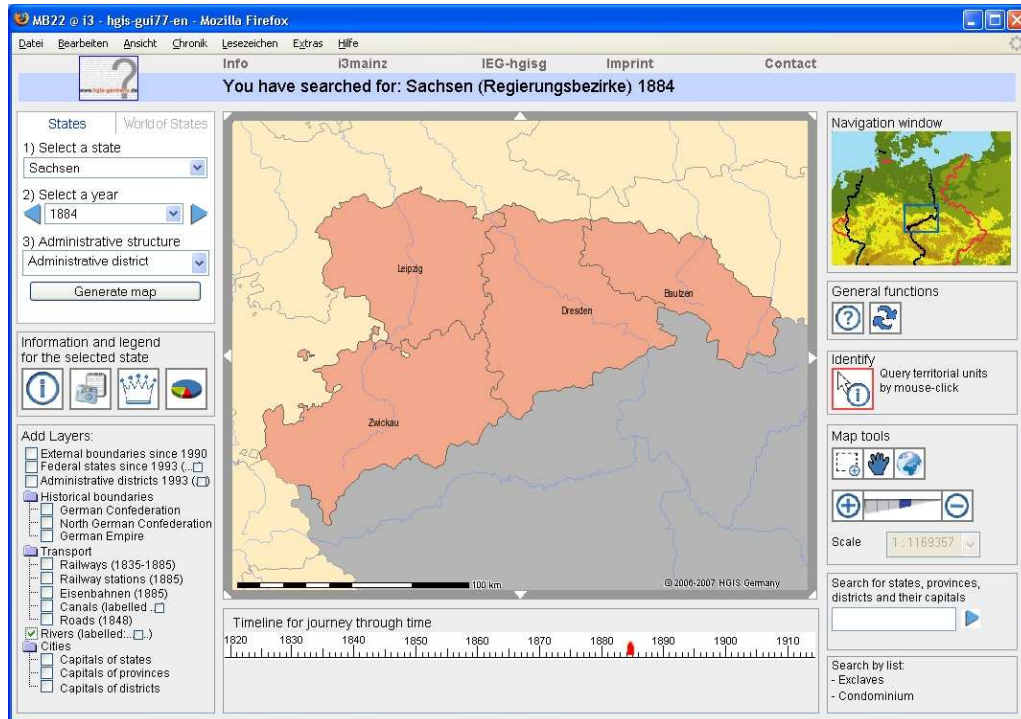 MB22 @ i3 - hgis-gui77-en - Mozilla Firefox
Datei Bearbeiten Ansicht Chronik Lesezeichen Extras Hilfe
Info i3mainz IEG-hgisg Imprint Contact
www.hgis-germany.de
You have searched for: Sachsen (Regierungsbezirke) 1884
States World of States
1) Select a state
Sachsen
2) Select a year
1884
3) Administrative structure
Administrative district
Generate map
Information and legend
for the selected state
Add Layers:
External boundaries since 1990
Federal states since 1993 (...)
Administrative districts 1993 ()
Historical boundaries
German Confederation
North German Confederation
German Empire
Transport
Railways (1835-1885)
Railway stations (1885)
Eisenbahnen (1885)
Canals (labelled ..
Roads (1848)
Rivers (labelled:.....)
Cities
Capitals of states
Capitals of provinces
Capitals of districts
Leipzig
Bautzen
Dresden
Zwickau
100 km
© 2006-2007 HGIS Germany
Timeline for journey through time
1820 1830 1840 1850 1860 1870 1880 1890 1900 1910
Navigation window
General functions
Identify
Query territorial units
by mouse-click
Map tools
Scale 1 : 1169357
Search for states, provinces,
districts and their capitals
Search by list:
- Exclaves
- Condominium